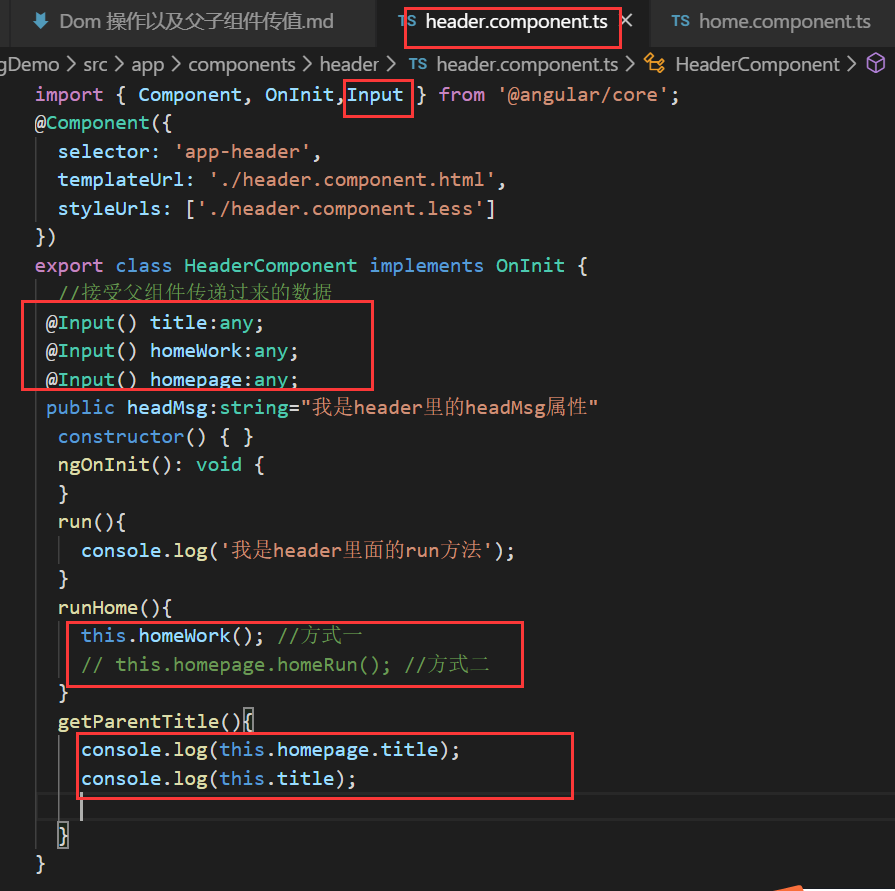 Dom 操作以及父子组件传值.md TS header.component.ts × TS home.component.ts
gDemo > src > app > components > header > TS header.component.ts > HeaderComponent >
import { Component, OnInit,Input } from '@angular/core';
@Component({
selector: 'app-header',
templateUrl: './header.component.html',
styleUrls: ['./header.component.less']
})
export class HeaderComponent implements OnInit {
//接受父组件传递过来的数据
@Input() title:any;
@Input() homeWork:any;
@Input() homepage:any;
public headMsg:string="我是header里的headMsg属性"
constructor() { }
ngOnInit(): void {
}
run(){
console.log('我是header里面的run方法');
}
runHome(){
this.homeWork(); //方式一
// this.homepage.homeRun(); //方式二
}
getParentTitle(){
console.log(this.homepage.title);
console.log(this.title);
}
}